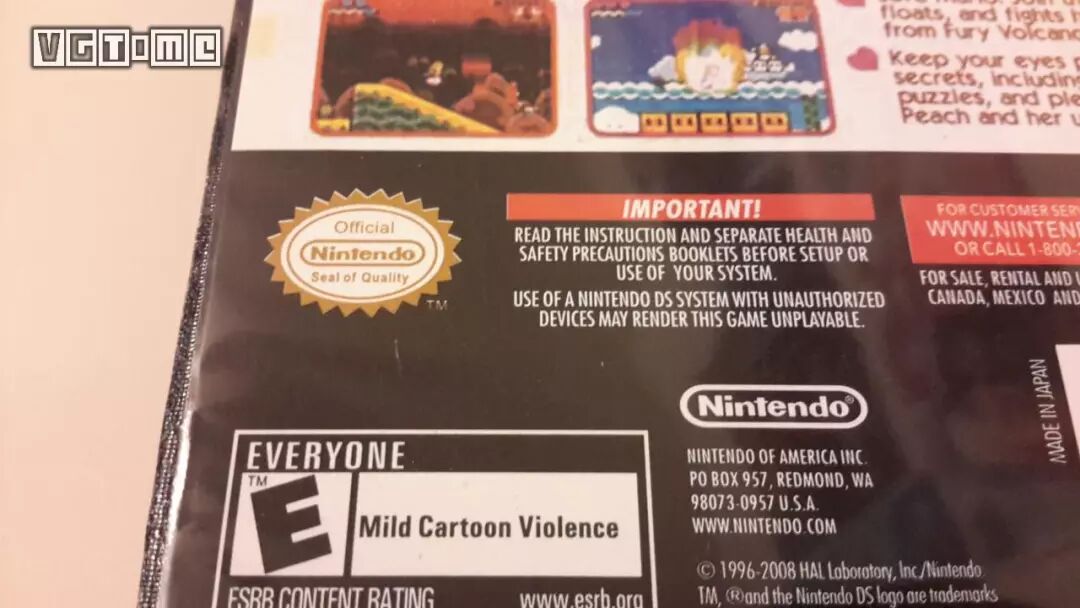 VGTIME
floats, and fights
from Fury Volcano
Keep your eyes
secrets, includin
puzzles, and ple
Peach and her
Official
Nintendo
Seal of Quality
TM
IMPORTANT!
READ THE INSTRUCTION AND SEPARATE HEALTH AND
SAFETY PRECAUTIONS BOOKLETS BEFORE SETUP OR
USE OF YOUR SYSTEM.
USE OF A NINTENDO DS SYSTEM WITH UNAUTHORIZED
DEVICES MAY RENDER THIS GAME UNPLAYABLE.
FOR CUSTOMER SER
WWW.NINTEN
OR CALL 1-800-
FOR SALE, RENTAL AND
CANADA, MEXICO AND
MADE IN JAPAN
Nintendo®
NINTENDO OF AMERICA INC.
PO BOX 957, REDMOND, WA
98073-0957 U.S.A.
WWW.NINTENDO.COM
© 1996-2008 HAL Laboratory, Inc./Nintendo
TM, ® and the Nintendo DS logo are trademarks
EVERYONE
TM
E
Mild Cartoon Violence
ESRB CONTENT RATING
www.esrb.org